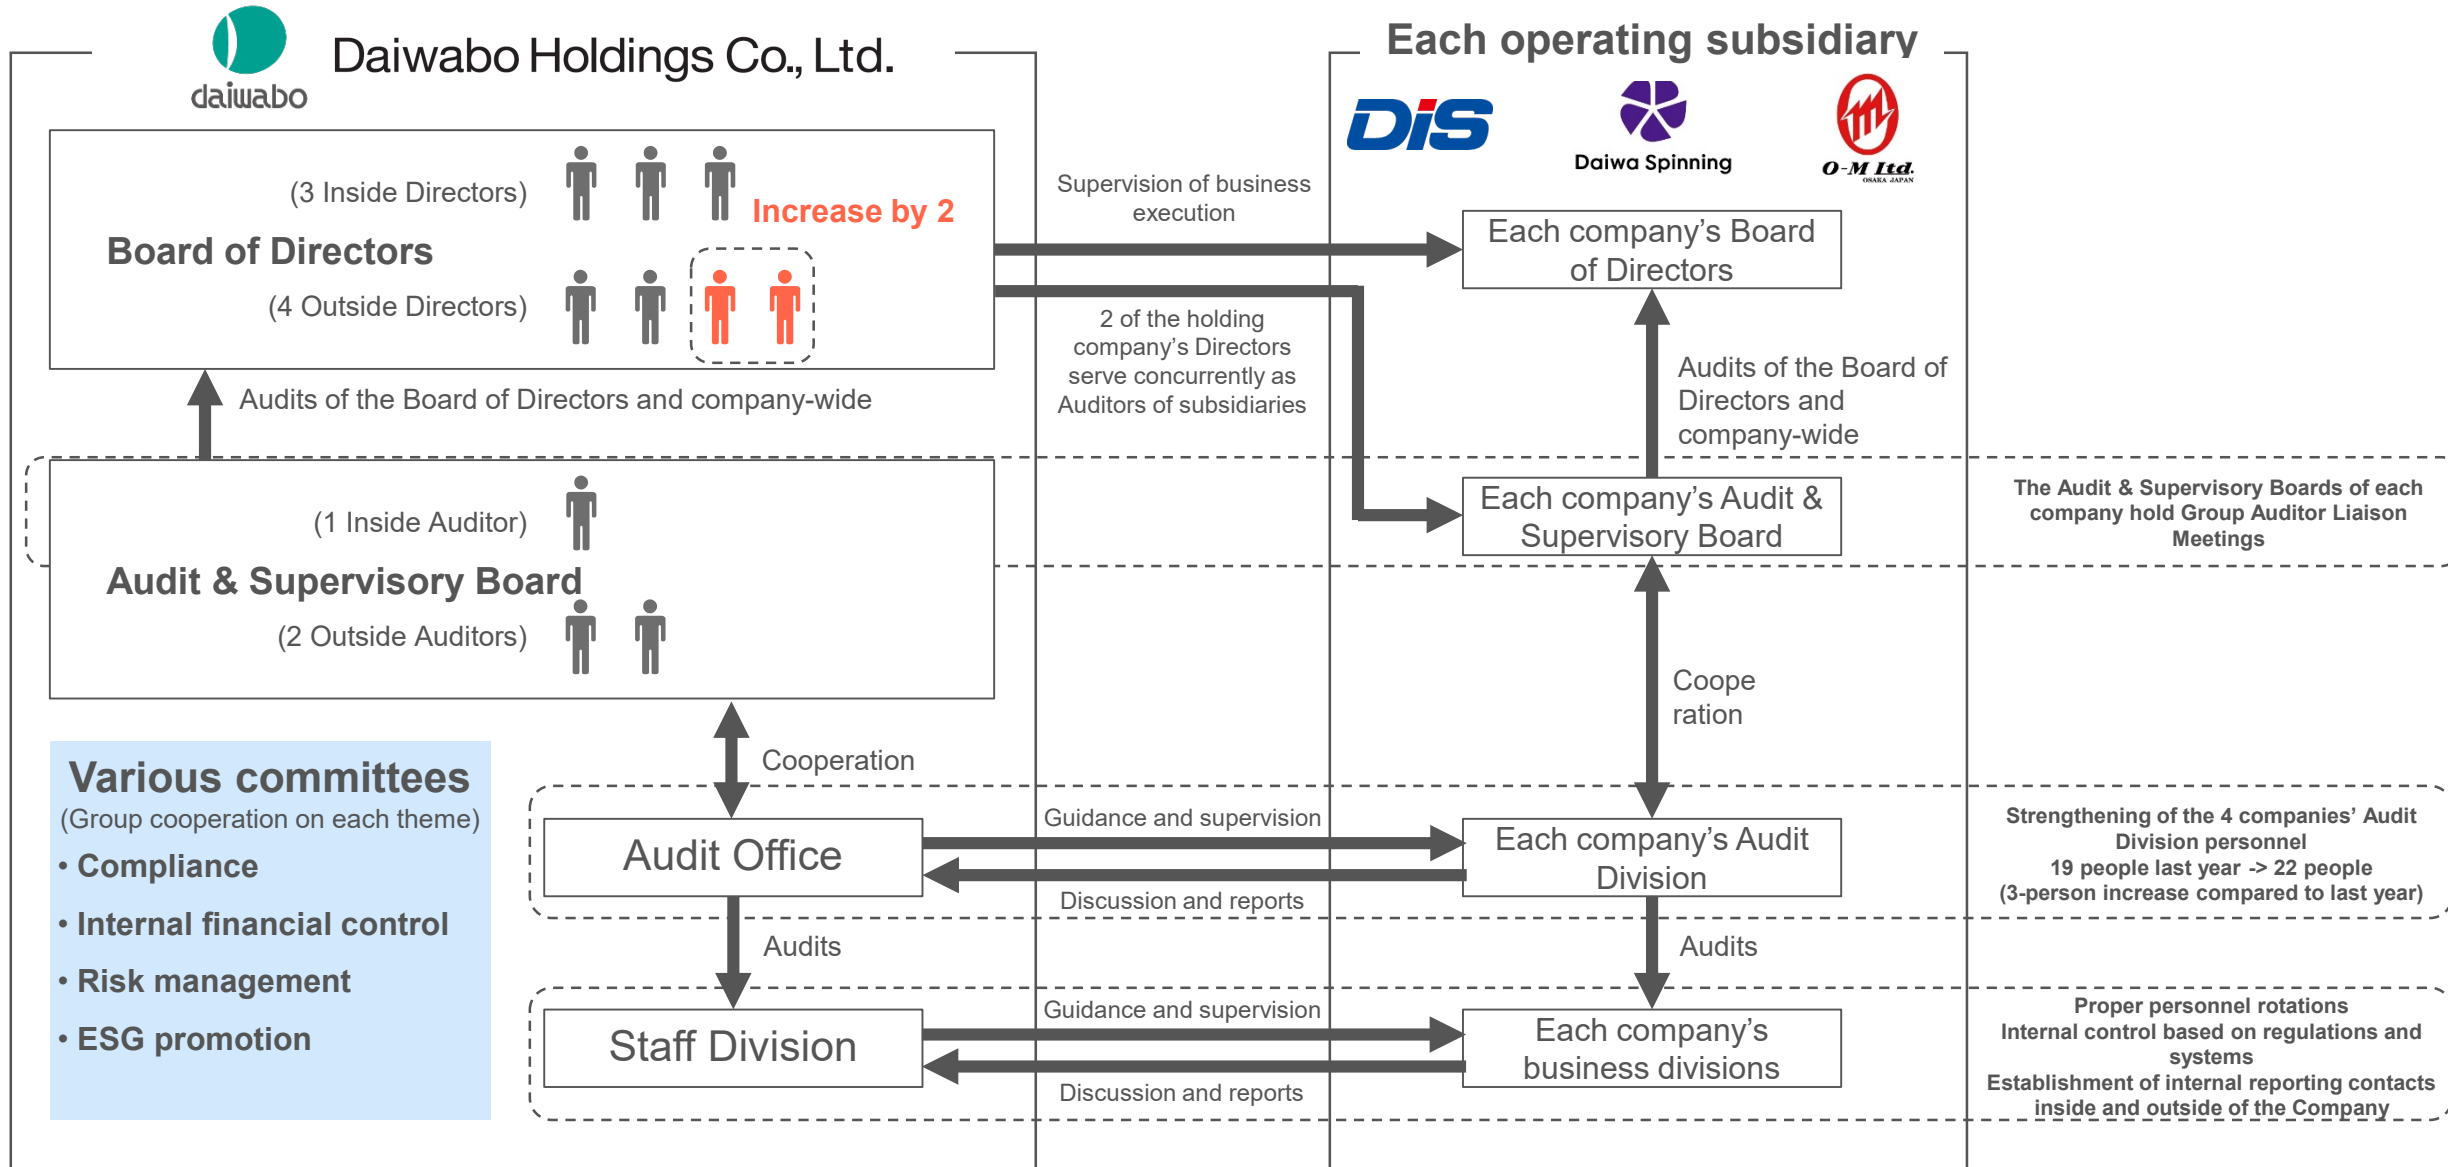 daiwabo
Daiwabo Holdings Co., Ltd.
(3 Inside Directors)
Increase by 2
Board of Directors
(4 Outside Directors)
Audits of the Board of Directors and company-wide
(1 Inside Auditor)
Audit & Supervisory Board
(2 Outside Auditors)
Cooperation
Various committees
(Group cooperation on each theme)
• Compliance
• Internal financial control
• Risk management
• ESG promotion
Audit Office
Audits
Staff Division
Supervision of business
execution
2 of the holding
company’s Directors
serve concurrently as
Auditors of subsidiaries
Guidance and supervision
Discussion and reports
Guidance and supervision
Discussion and reports
Each operating subsidiary
DiS
Daiwa Spinning
O-M Ltd.
OSAKA JAPAN
Each company’s Board
of Directors
Audits of the Board of
Directors and
company-wide
Each company’s Audit &
Supervisory Board
Coope
ration
Each company’s Audit
Division
Audits
Each company’s
business divisions
The Audit & Supervisory Boards of each
company hold Group Auditor Liaison
Meetings
Strengthening of the 4 companies’ Audit
Division personnel
19 people last year -> 22 people
(3-person increase compared to last year)
Proper personnel rotations
Internal control based on regulations and
systems
Establishment of internal reporting contacts
inside and outside of the Company